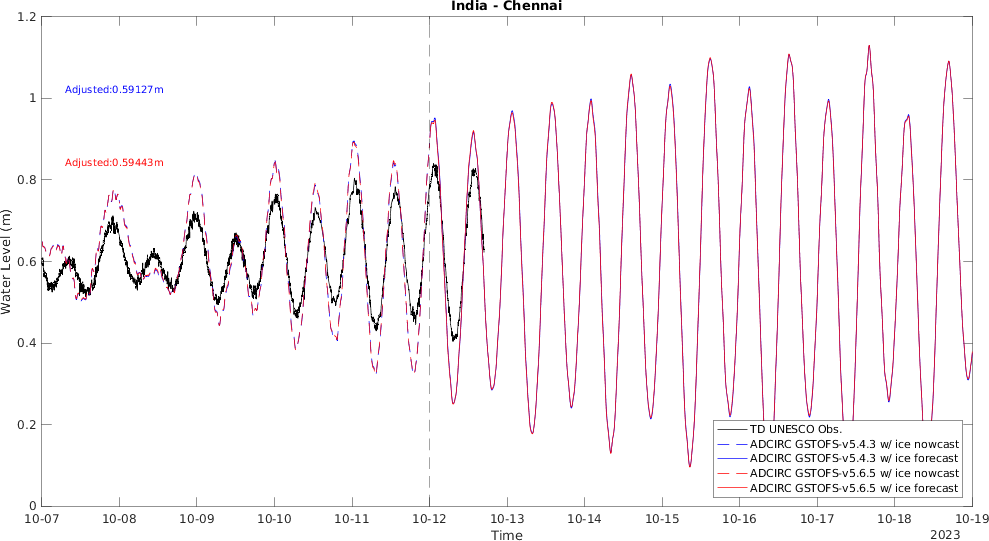 India - Chennai
1.2
1
0.8
0.6
0.4
0.2
0
Water Level (m)
Adjusted:0.59127m
Adjusted:0.59443m
TD UNESCO Obs.
ADCIRC GSTOFS-v5.4.3 w/ ice nowcast
ADCIRC GSTOFS-v5.4.3 w/ ice forecast
ADCIRC GSTOFS-v5.6.5 w/ ice nowcast
ADCIRC GSTOFS-v5.6.5 w/ ice forecast
10-07 10-08 10-09 10-10 10-11 10-12 10-13 10-14 10-15 10-16 10-17 10-18 10-19
Time
2023